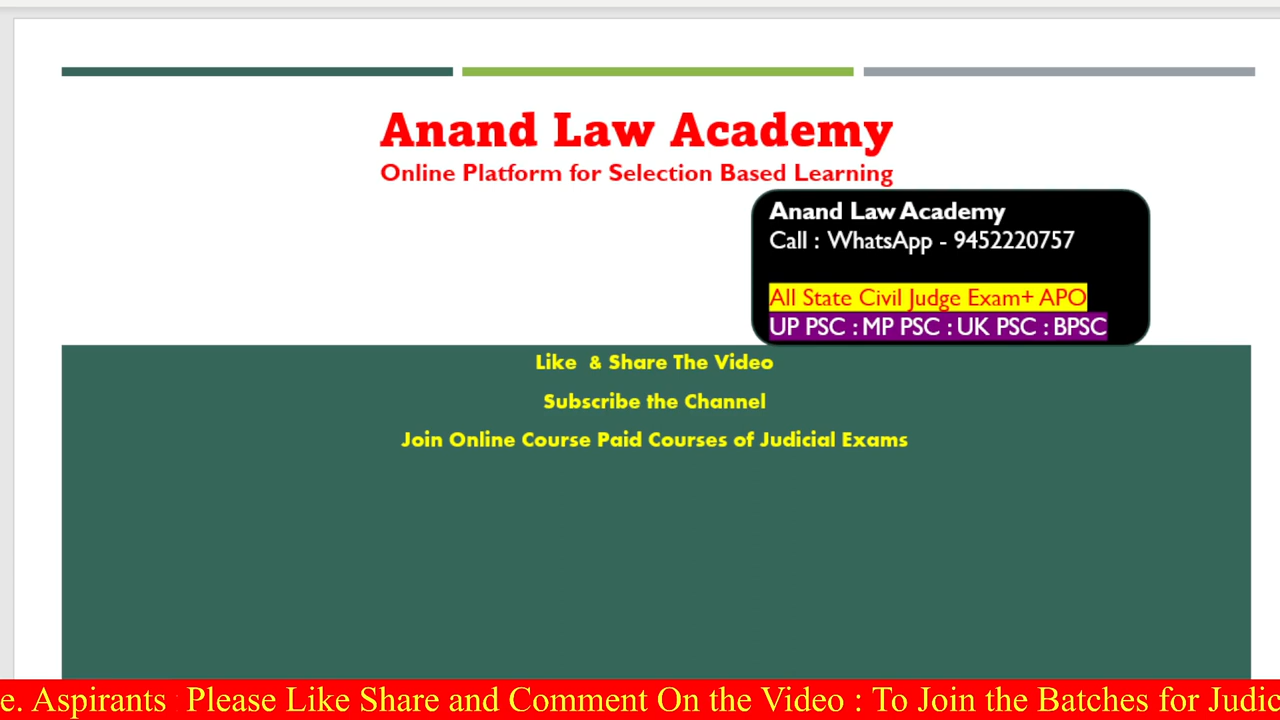 Anand Law Academy
Online Platform for Selection Based Learning
Anand Law Academy
Call : WhatsApp - 9452220757
All State Civil Judge Exam+ APO
UP PSC : MP PSC : UK PSC : BPSC
Like & Share The Video
Subscribe the Channel
Join Online Course Paid Courses of Judicial Exams
e. Aspirants Please Like Share and Comment On the Video : To Join the Batches for Judic